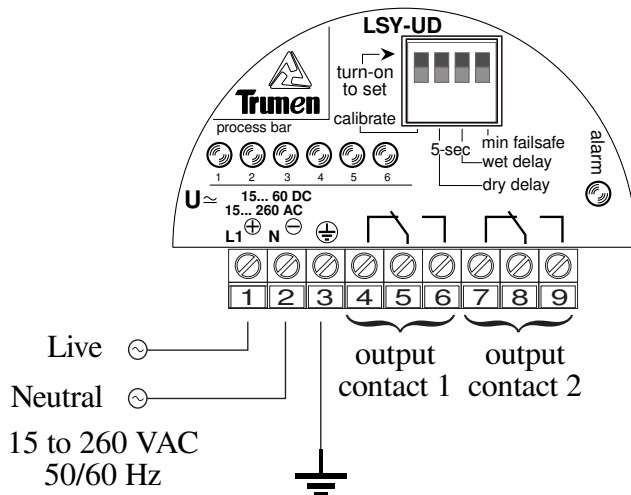 LSY-UD
turn-on
to set
Trumen
calibrate
process bar
5-sec
min failsafe
wet delay
dry delay
alarm
1 2 3 4 5 6
U≃ 15... 60 DC
15... 260 AC
L1 ⊕ N ⊖
1 2 3 4 5 6 7 8 9
Live
Neutral
15 to 260 VAC
50/60 Hz
output
contact 1
output
contact 2